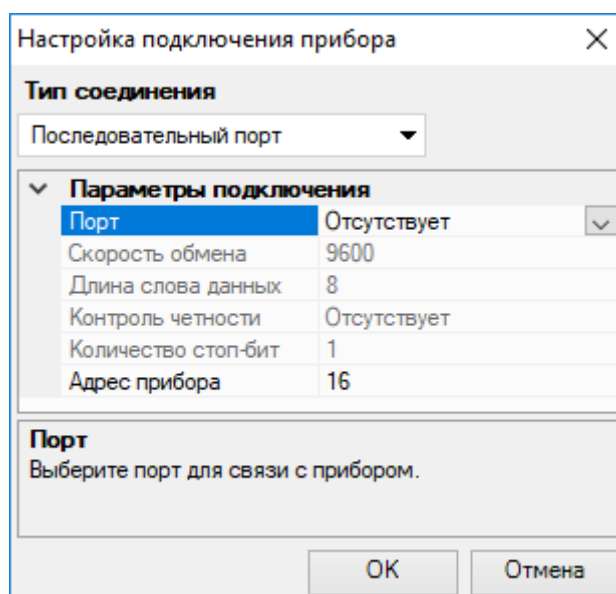 Настройка подключения прибора
Тип соединения
Последовательный порт
Параметры подключения
Порт Отсутствует
Скорость обмена 9600
Длина слова данных 8
Контроль четности Отсутствует
Количество стоп-бит 1
Адрес прибора 16
Порт
Выберите порт для связи с прибором.
OK Отмена